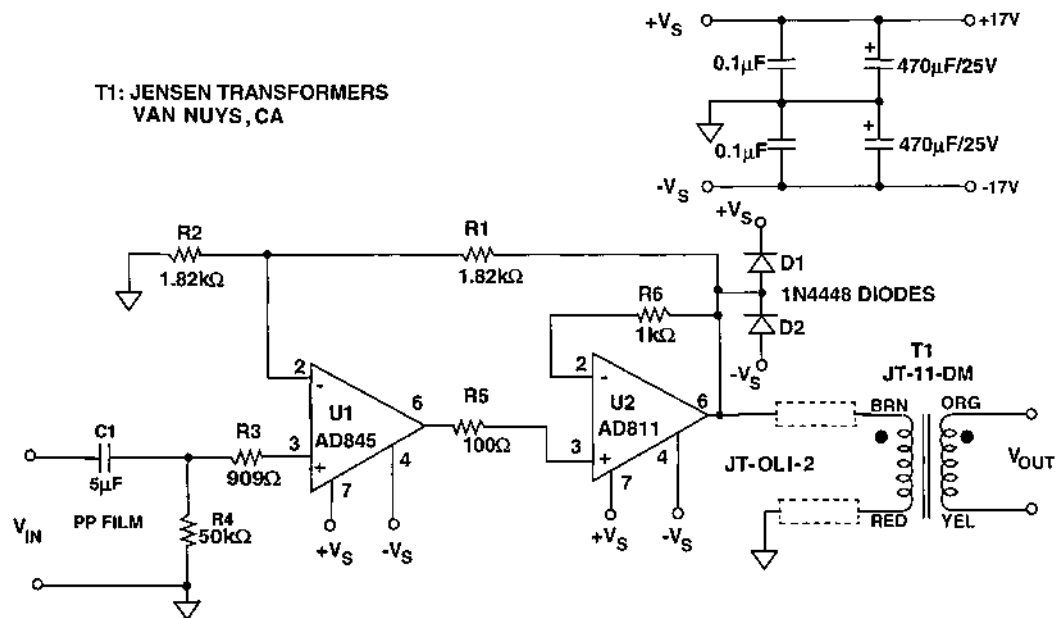 +VS
+17V
0.1µF
470µF/25V
T1: JENSEN TRANSFORMERS
VAN NUYS, CA
0.1µF
470µF/25V
-VS
-17V
+VS
R2
R1
D1
1.82kΩ
1.82kΩ
1N4448 DIODES
R6
1kΩ
D2
-VS
T1
JT-11-DM
2
-
U1
AD845
6
R5
100Ω
2
-
U2
AD811
6
BRN
ORG
C1
R3
3
+
4
3
+
4
JT-OLI-2
VOUT
5µF
909Ω
7
7
PP FILM
VIN
R4
50kΩ
+VS
-VS
+VS
-VS
RED
YEL